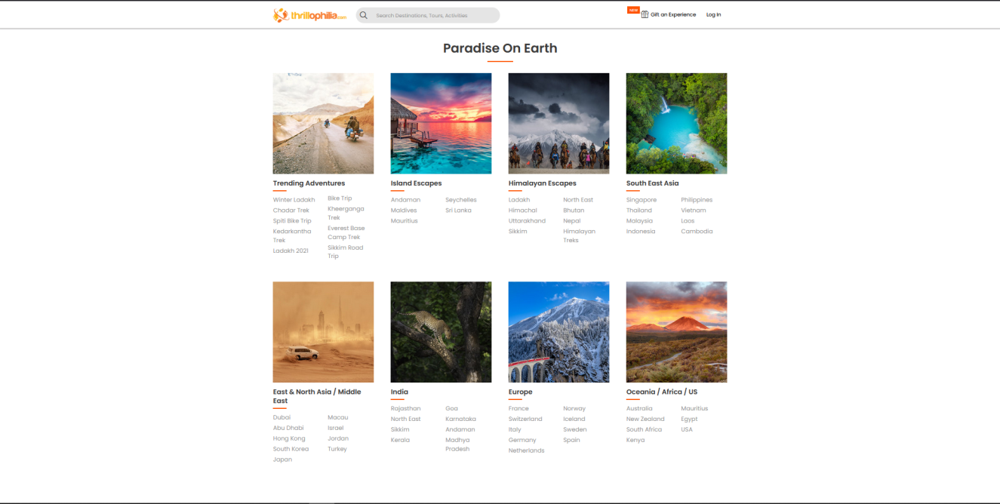 thrillophilia.com
Search Destinations, Tours, Activities
NEW
Gift an Experience
Log In
Paradise On Earth
Trending Adventures
Winter Ladakh
Chadar Trek
Spiti Bike Trip
Kedarkantha
Trek
Ladakh 2021
Bike Trip
Kheerganga
Trek
Everest Base
Camp Trek
Sikkim Road
Trip
Island Escapes
Andaman
Maldives
Mauritius
Seychelles
Sri Lanka
Himalayan Escapes
Ladakh
Himachal
Uttarakhand
Sikkim
North East
Bhutan
Nepal
Himalayan
Treks
South East Asia
Singapore
Thailand
Malaysia
Indonesia
Philippines
Vietnam
Laos
Cambodia
East & North Asia / Middle
East
Dubai
Abu Dhabi
Hong Kong
South Korea
Japan
Macau
Israel
Jordan
Turkey
India
Rajasthan
North East
Sikkim
Kerala
Goa
Karnataka
Andaman
Madhya
Pradesh
Europe
France
Switzerland
Italy
Germany
Netherlands
Norway
Iceland
Sweden
Spain
Oceania / Africa / US
Australia
New Zealand
South Africa
Kenya
Mauritius
Egypt
USA